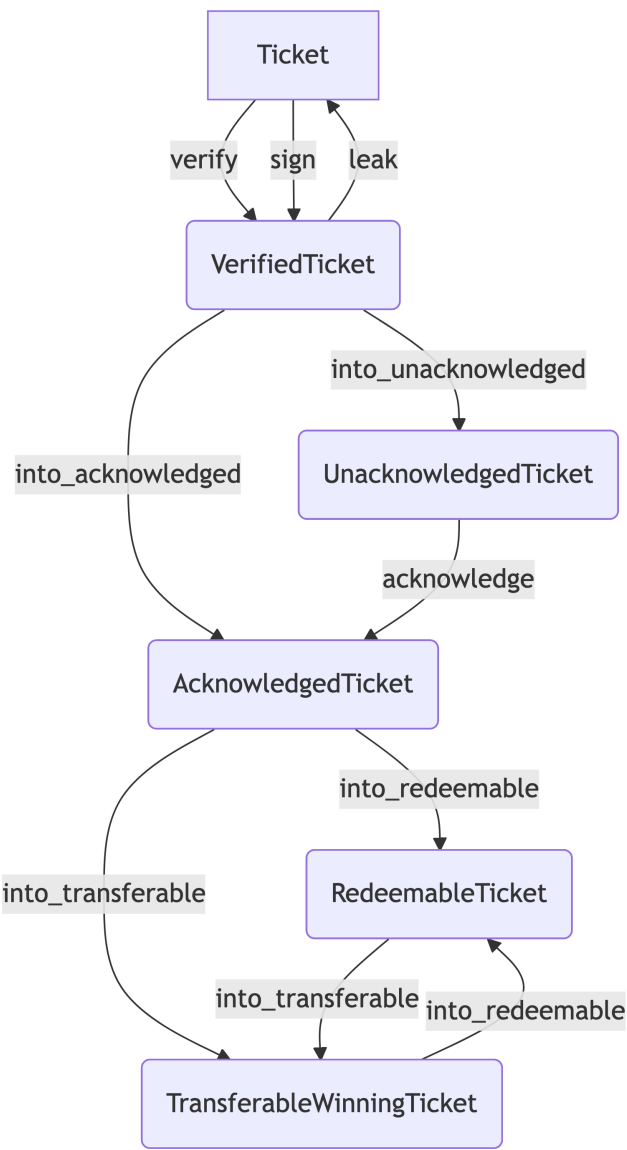 Ticket
verify
sign
leak
VerifiedTicket
into_unacknowledged
into_acknowledged
UnacknowledgedTicket
acknowledge
AcknowledgedTicket
into_redeemable
into_transferable
RedeemableTicket
into_transferable
into_redeemable
TransferableWinningTicket